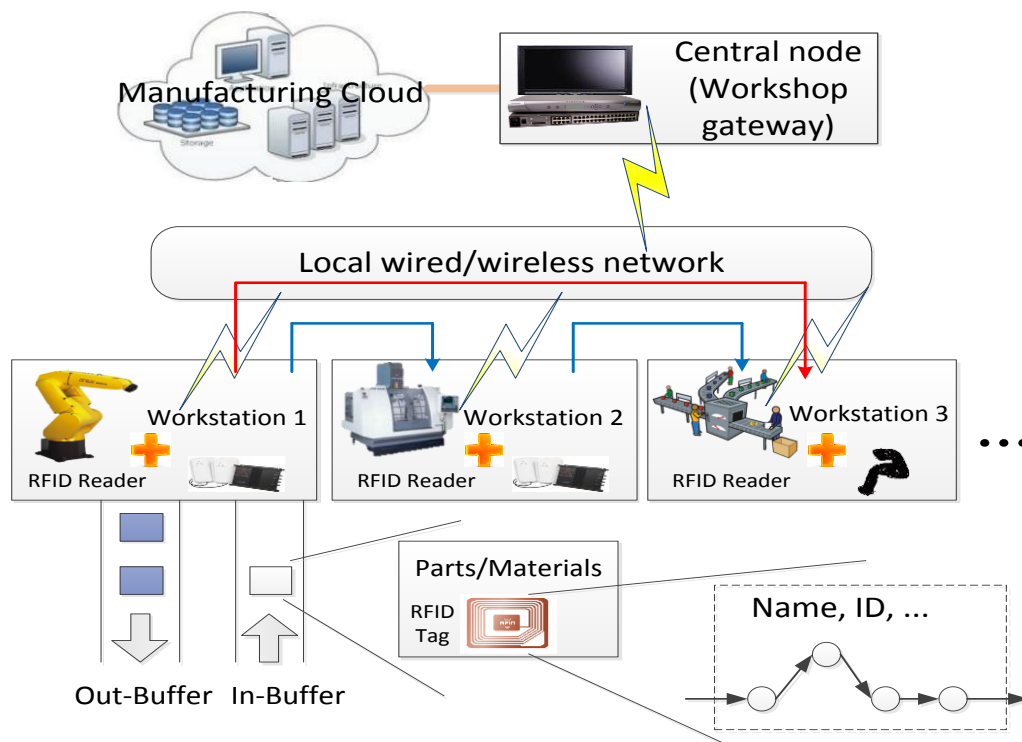 Manufacturing Cloud
Storage
Central node
(Workshop
gateway)
Local wired/wireless network
Workstation 1
RFID Reader
Workstation 2
RFID Reader
Workstation 3
RFID Reader
...
Parts/Materials
RFID
Tag
Name, ID, ...
Out-Buffer
In-Buffer